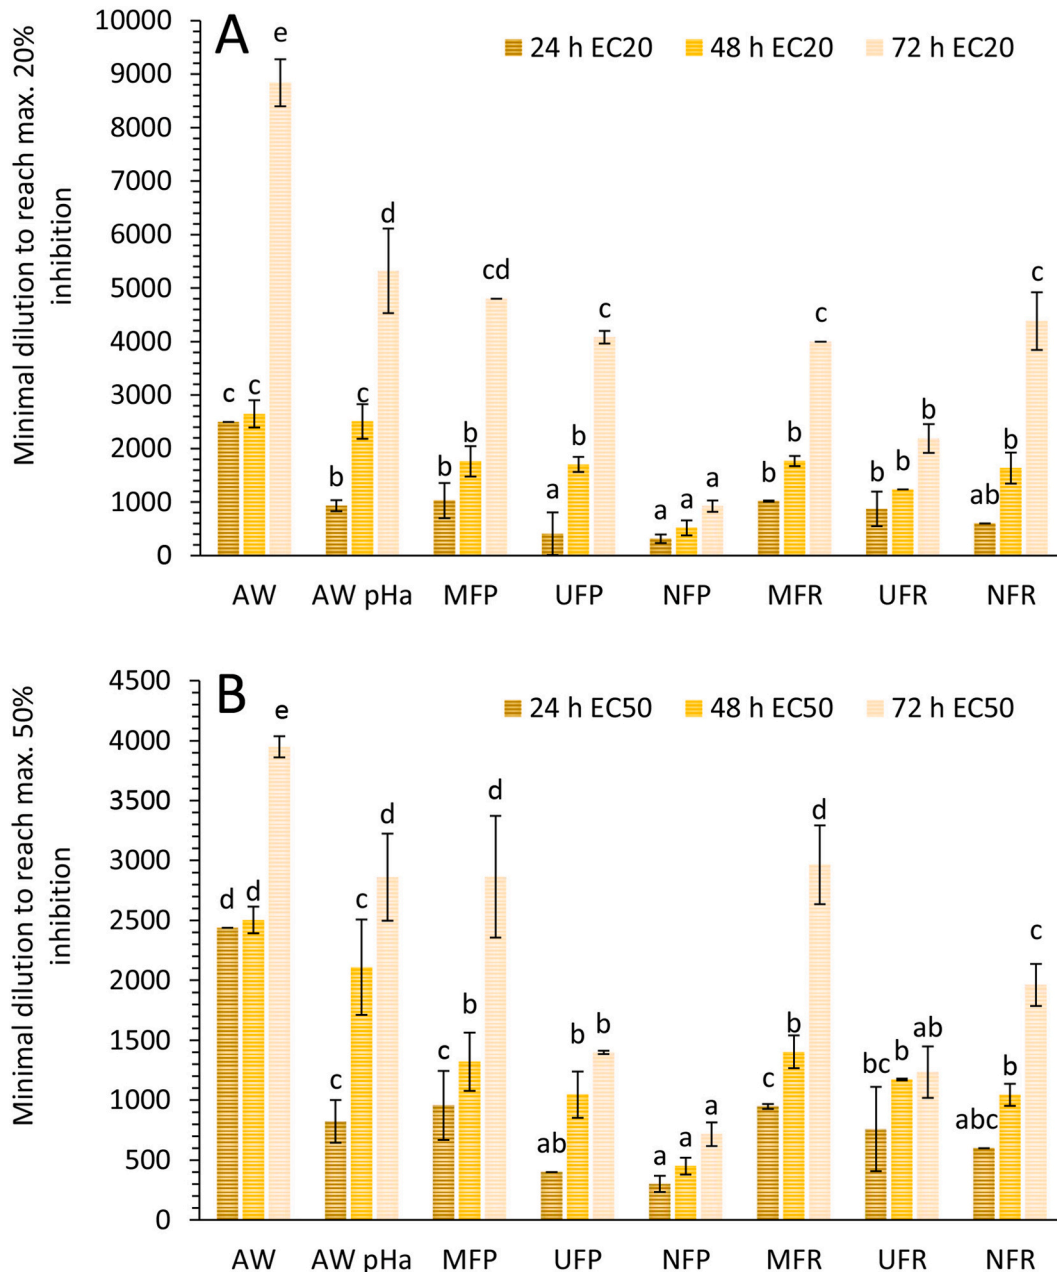 A
24 h EC20 48 h EC20 72 h EC20
Minimal dilution to reach max. 20%
inhibition
10000
9000
8000
7000
6000
5000
4000
3000
2000
1000
0
c c e
b c d
b b cd
a b c
a a a
b b c
b b b
ab b c
AW AW pHa MFP UFP NFP MFR UFR NFR
B
24 h EC50 48 h EC50 72 h EC50
Minimal dilution to reach max. 50%
inhibition
4500
4000
3500
3000
2500
2000
1500
1000
500
0
d d e
c c d
c b d
ab b b
a a a
c b d
bc b ab
abc b c
AW AW pHa MFP UFP NFP MFR UFR NFR